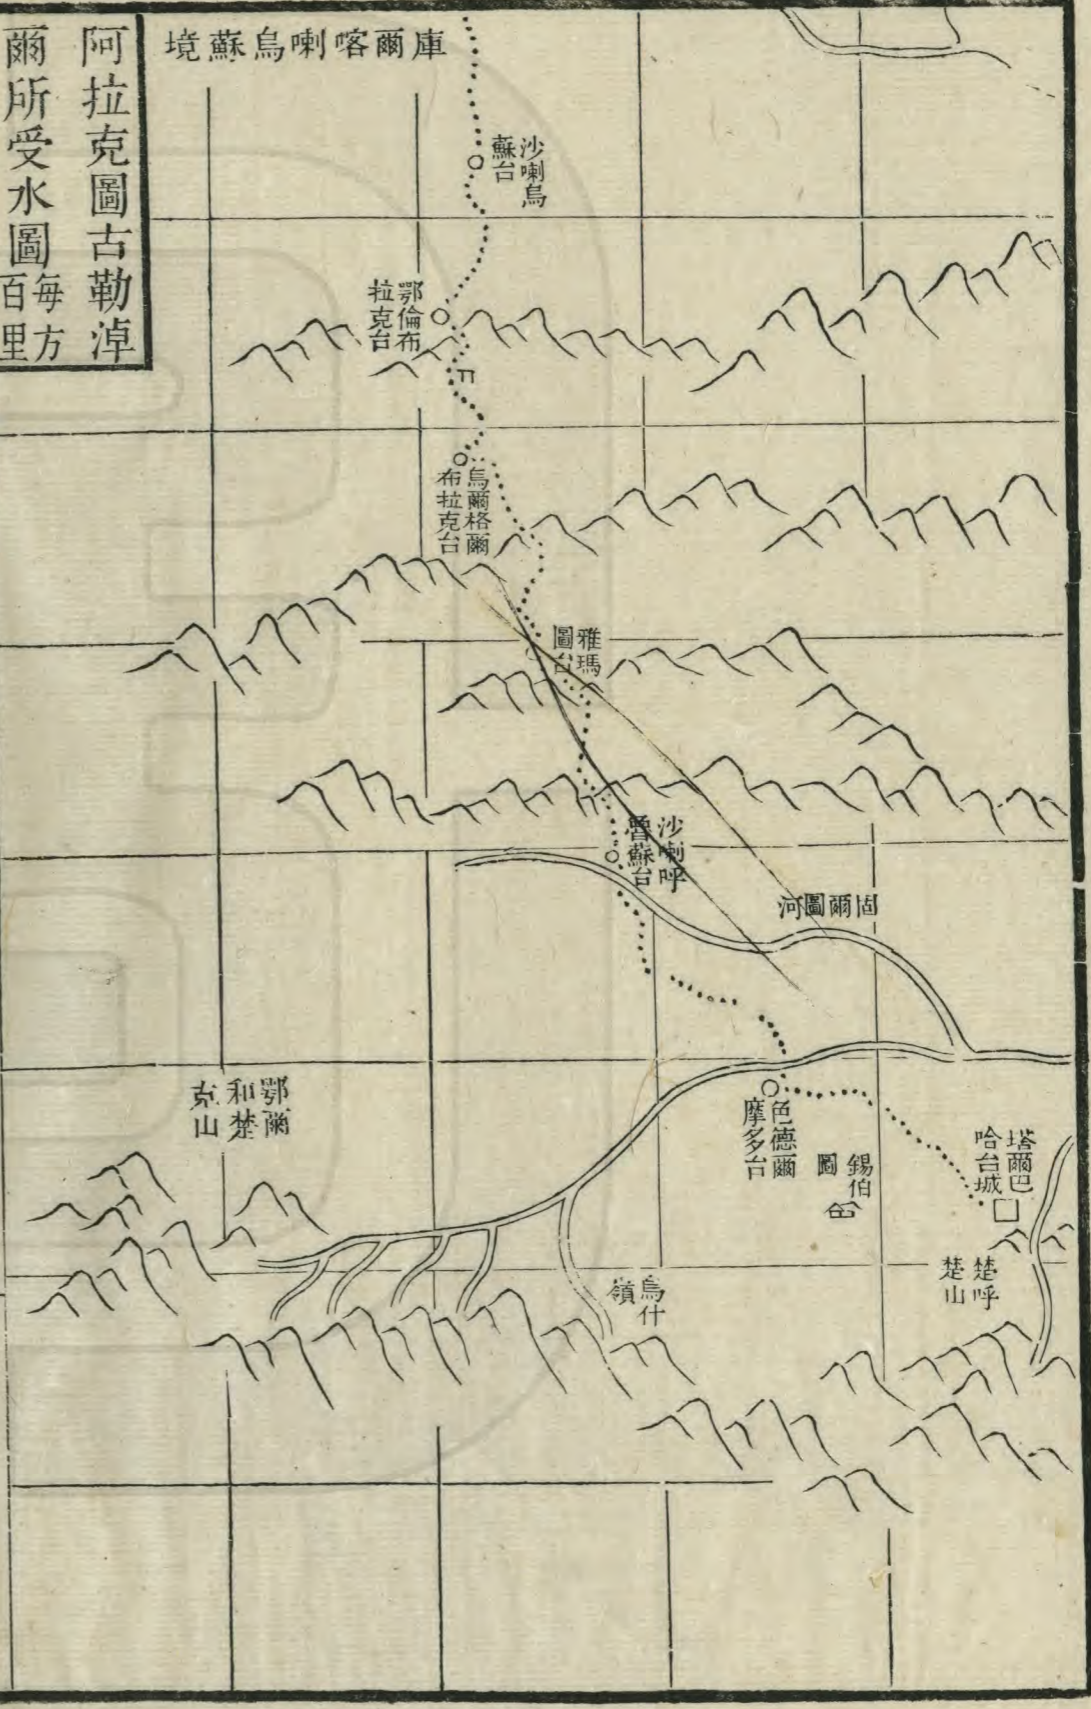 阿拉克圖古勒淖
爾所受水圖
每方
百里
庫爾喀喇烏蘇境
沙喇烏
蘇台
鄂倫布
拉克台
烏爾格爾
布拉克台
雅瑪
圖台
沙喇呼
魯蘇台
固爾圖河
塔爾巴
哈台城
色德爾
摩多台
錫伯
圖
楚呼
楚山
烏什
嶺
鄂爾
和楚
克山